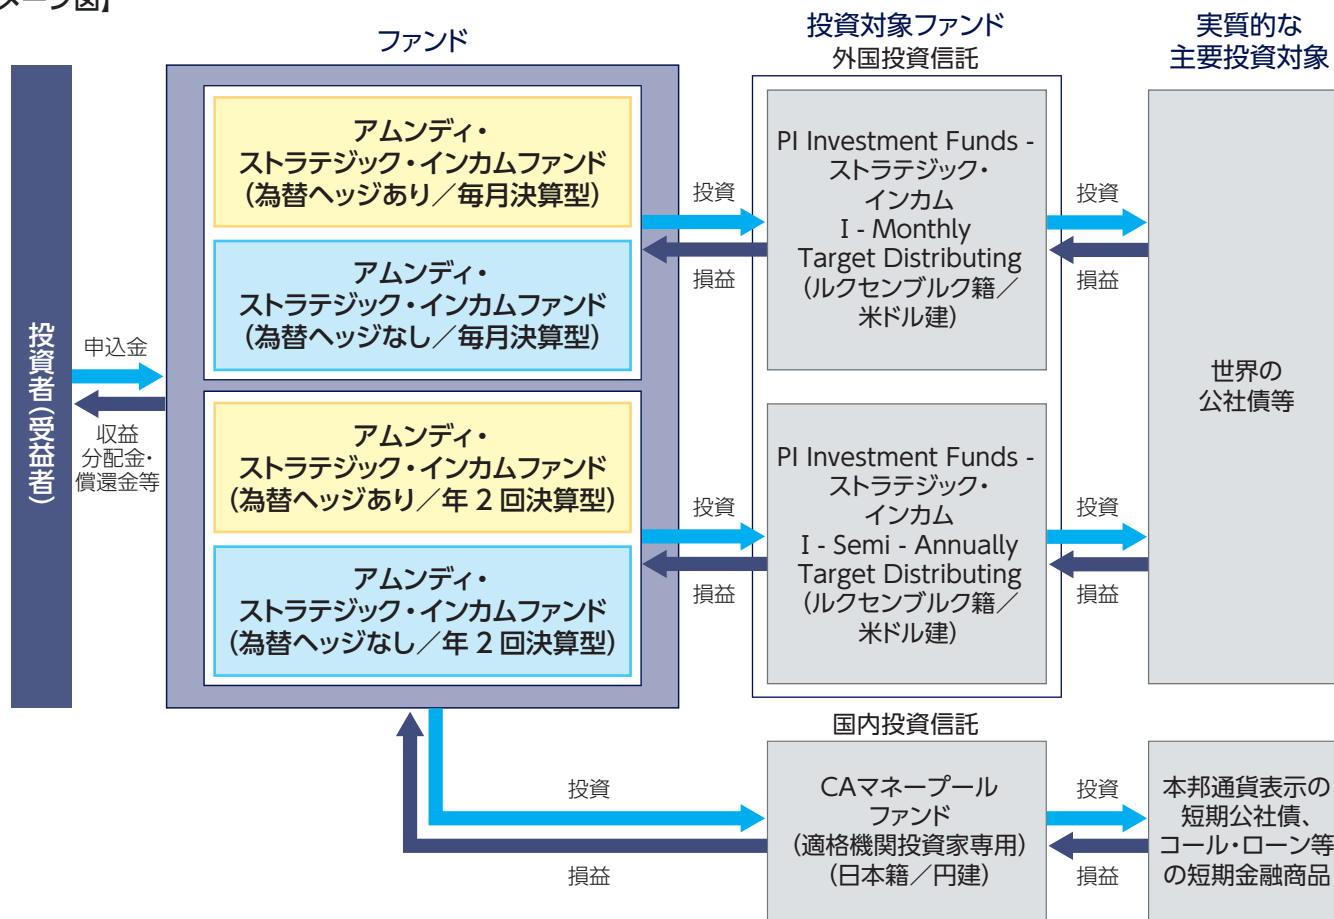 メージ図】
ファンド
投資対象ファンド
外国投資信託
実質的な
主要投資対象
投資者(受益者)
申込金
収益
分配金・
償還金等
アムンディ・
ストラテジック・インカムファンド
(為替ヘッジあり／毎月決算型)
アムンディ・
ストラテジック・インカムファンド
(為替ヘッジなし／毎月決算型)
投資
損益
PI Investment Funds -
ストラテジック・
インカム
I - Monthly
Target Distributing
(ルクセンブルク籍／
米ドル建)
投資
損益
アムンディ・
ストラテジック・インカムファンド
(為替ヘッジあり／年 2 回決算型)
アムンディ・
ストラテジック・インカムファンド
(為替ヘッジなし／年 2 回決算型)
投資
損益
PI Investment Funds -
ストラテジック・
インカム
I - Semi - Annually
Target Distributing
(ルクセンブルク籍／
米ドル建)
投資
損益
世界の
公社債等
国内投資信託
投資
損益
CAマネープール
ファンド
(適格機関投資家専用)
(日本籍／円建)
投資
損益
本邦通貨表示の
短期公社債、
コール・ローン等
の短期金融商品